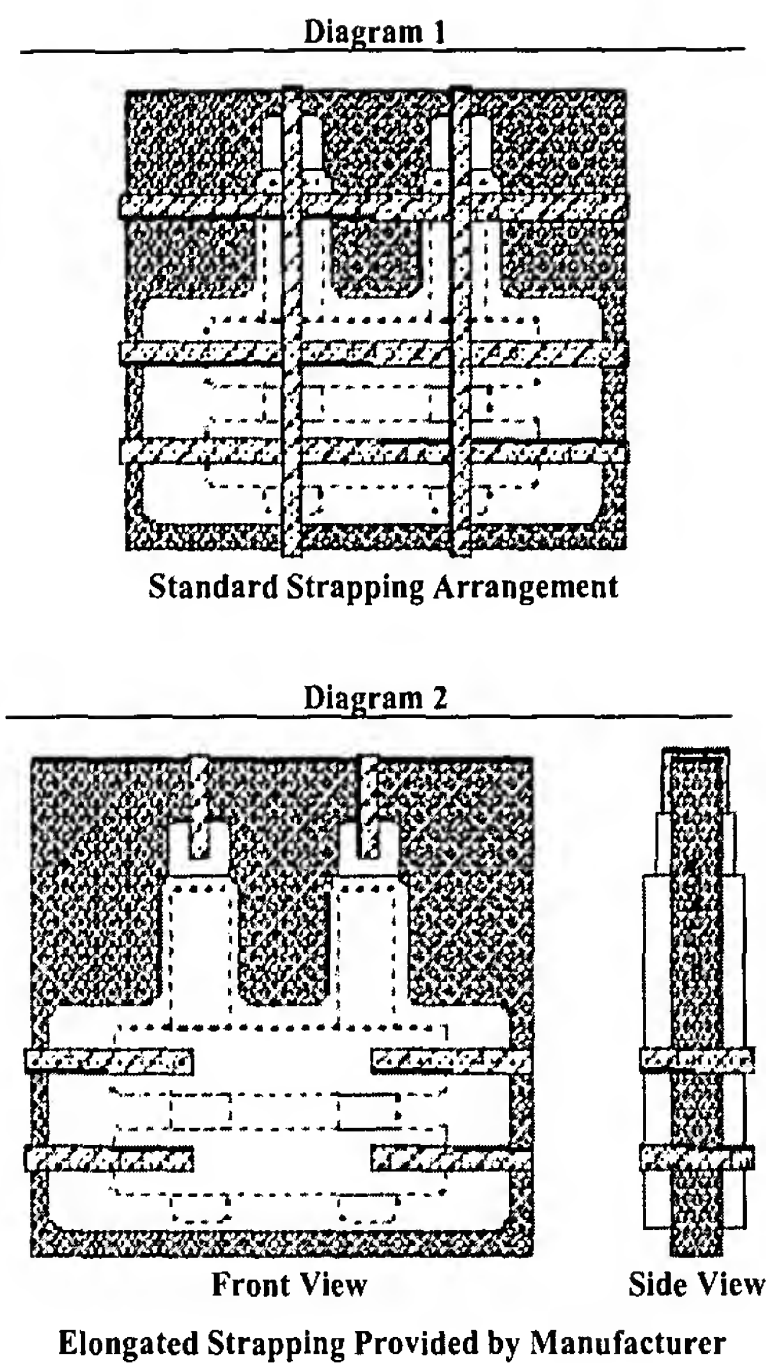 Diagram 1
Standard Strapping Arrangement
Diagram 2
Front View
Side View
Elongated Strapping Provided by Manufacturer